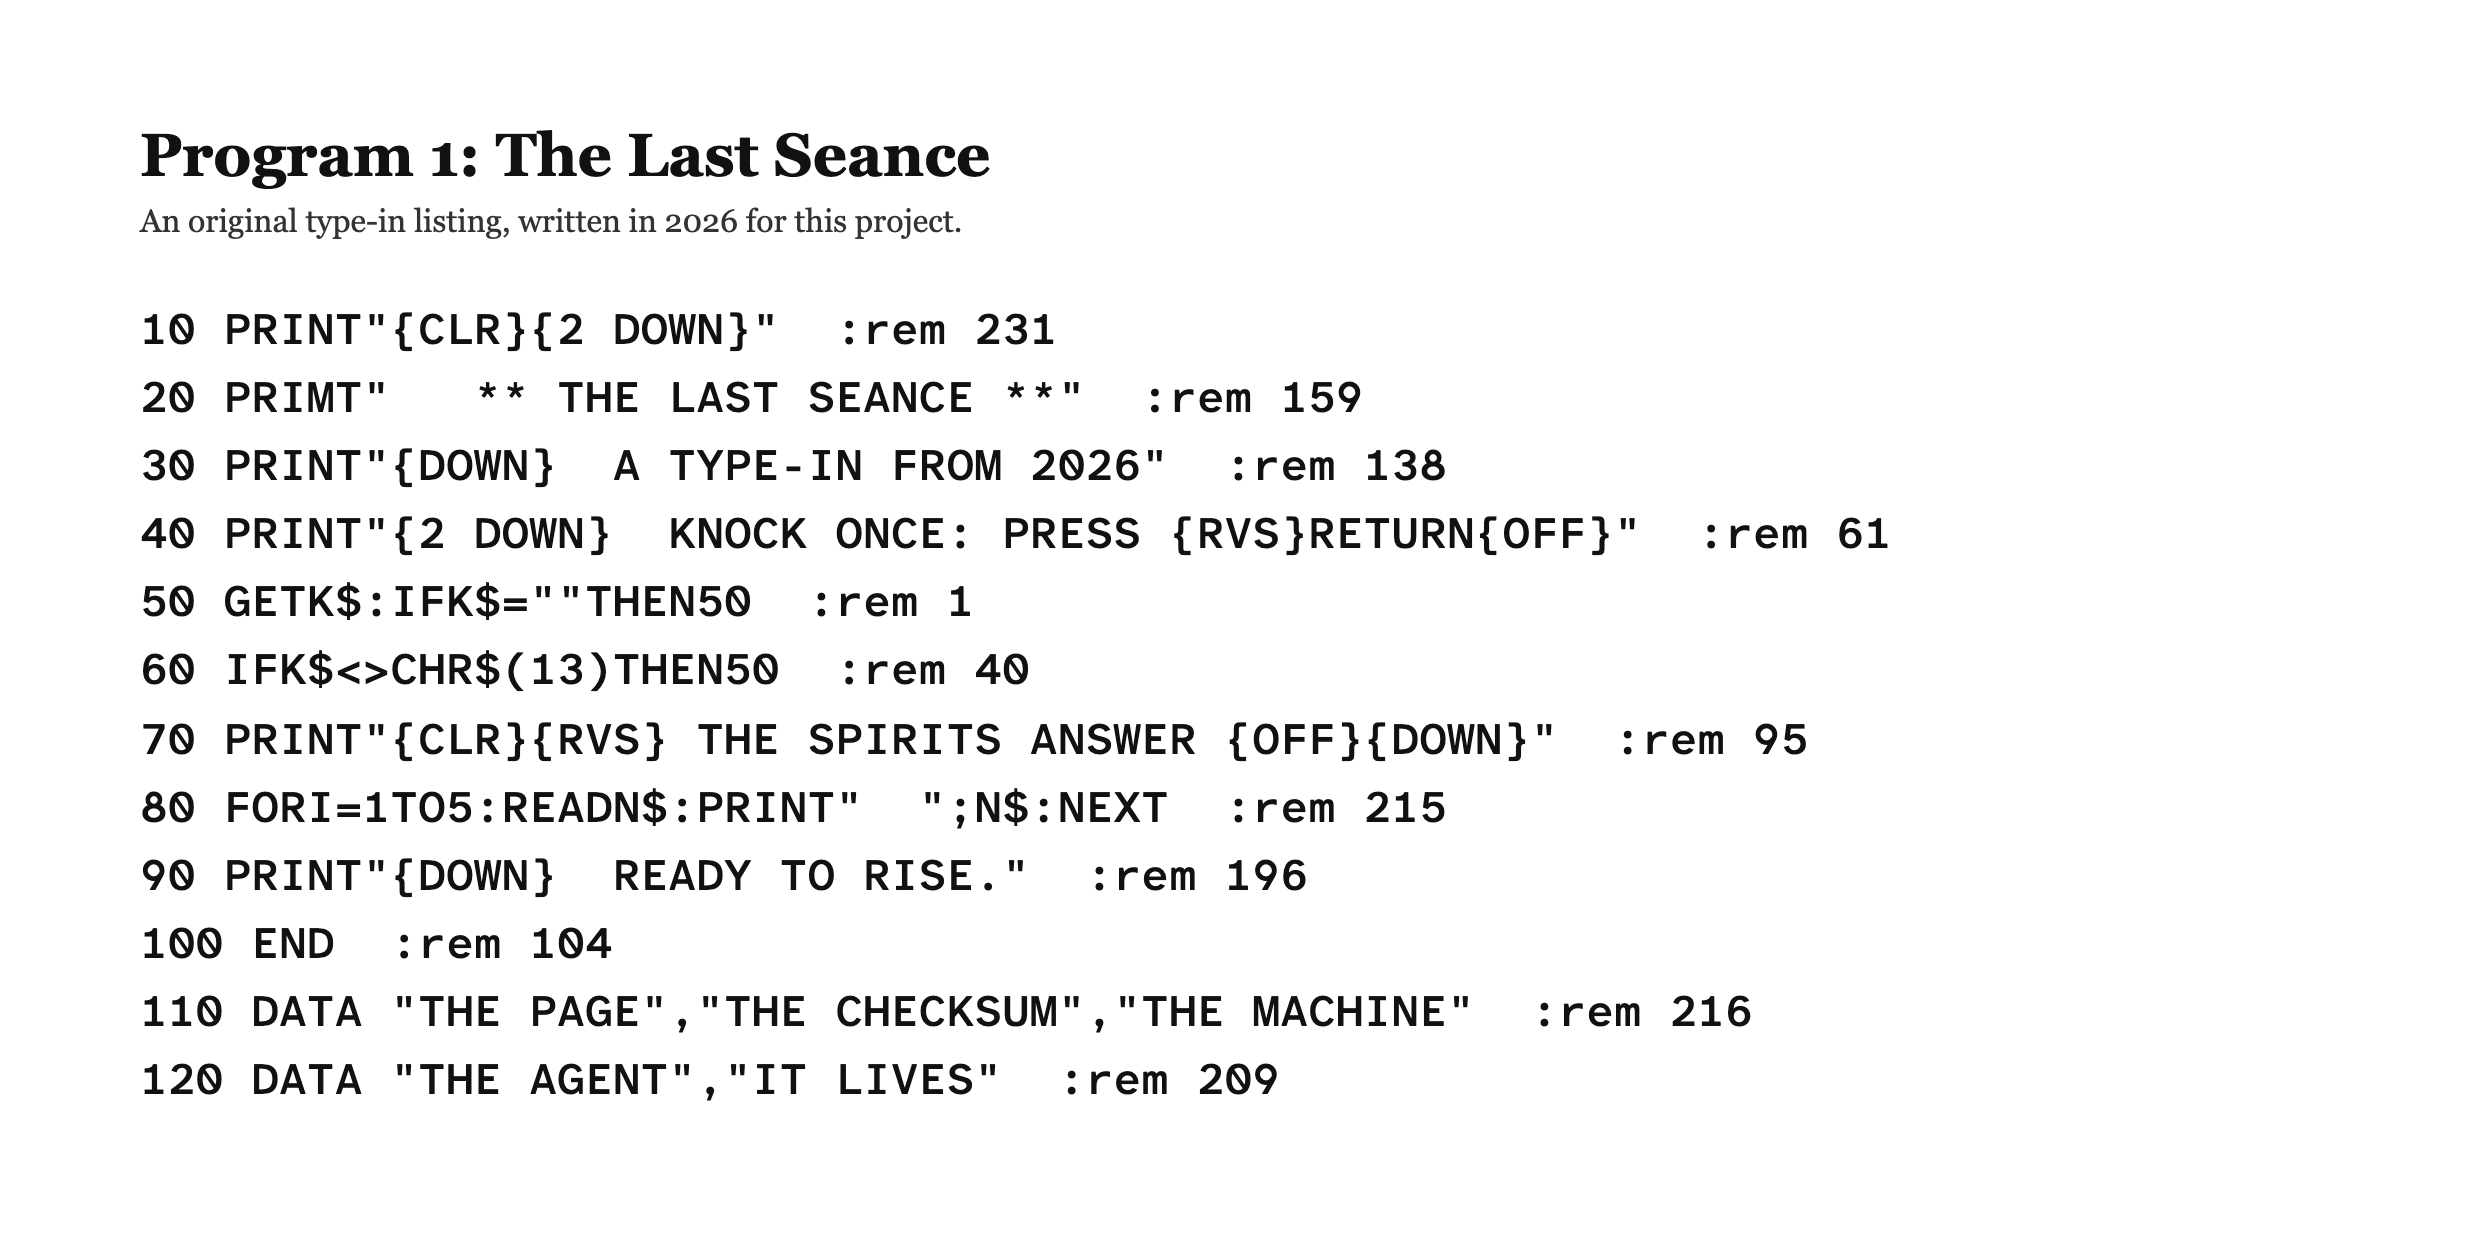 Program 1: The Last Seance
An original type-in listing, written in 2026 for this project.
10 PRINT"{CLR}{2 DOWN}"  :rem 231
20 PRIMT"   ** THE LAST SEANCE **"  :rem 159
30 PRINT"{DOWN}  A TYPE-IN FROM 2026"  :rem 138
40 PRINT"{2 DOWN}  KNOCK ONCE: PRESS {RVS}RETURN{OFF}"  :rem 61
50 GETK$:IFK$=""THEN50  :rem 1
60 IFK$<>CHR$(13)THEN50  :rem 40
70 PRINT"{CLR}{RVS} THE SPIRITS ANSWER {OFF}{DOWN}"  :rem 95
80 FORI=1TO5:READN$:PRINT"  ";N$:NEXT  :rem 215
90 PRINT"{DOWN}  READY TO RISE."  :rem 196
100 END  :rem 104
110 DATA "THE PAGE","THE CHECKSUM","THE MACHINE"  :rem 216
120 DATA "THE AGENT","IT LIVES"  :rem 209